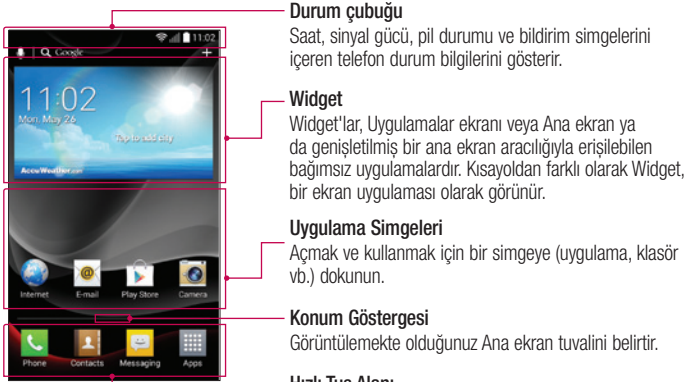 Durum çubuğu
Saat, sinyal gücü, pil durumu ve bildirim simgelerini
içeren telefon durum bilgilerini gösterir.
Widget
Widget'lar, Uygulamalar ekranı veya Ana ekran ya
da genişletilmiş bir ana ekran aracılığıyla erişilebilen
bağımsız uygulamalardır. Kısayoldan farklı olarak Widget,
bir ekran uygulaması olarak görünür.
Uygulama Simgeleri
Açmak ve kullanmak için bir simgeye (uygulama, klasör
vb.) dokunun.
Konum Göstergesi
Görüntülemekte olduğunuz Ana ekran tuvalini belirtir.
Hızlı Tuş Alanı
11:02
Google
11:02
Mon. May 26
Tap to add city
AccuWeather.com
Internet E-mail Play Store Camera
Phone Contacts Messaging Apps